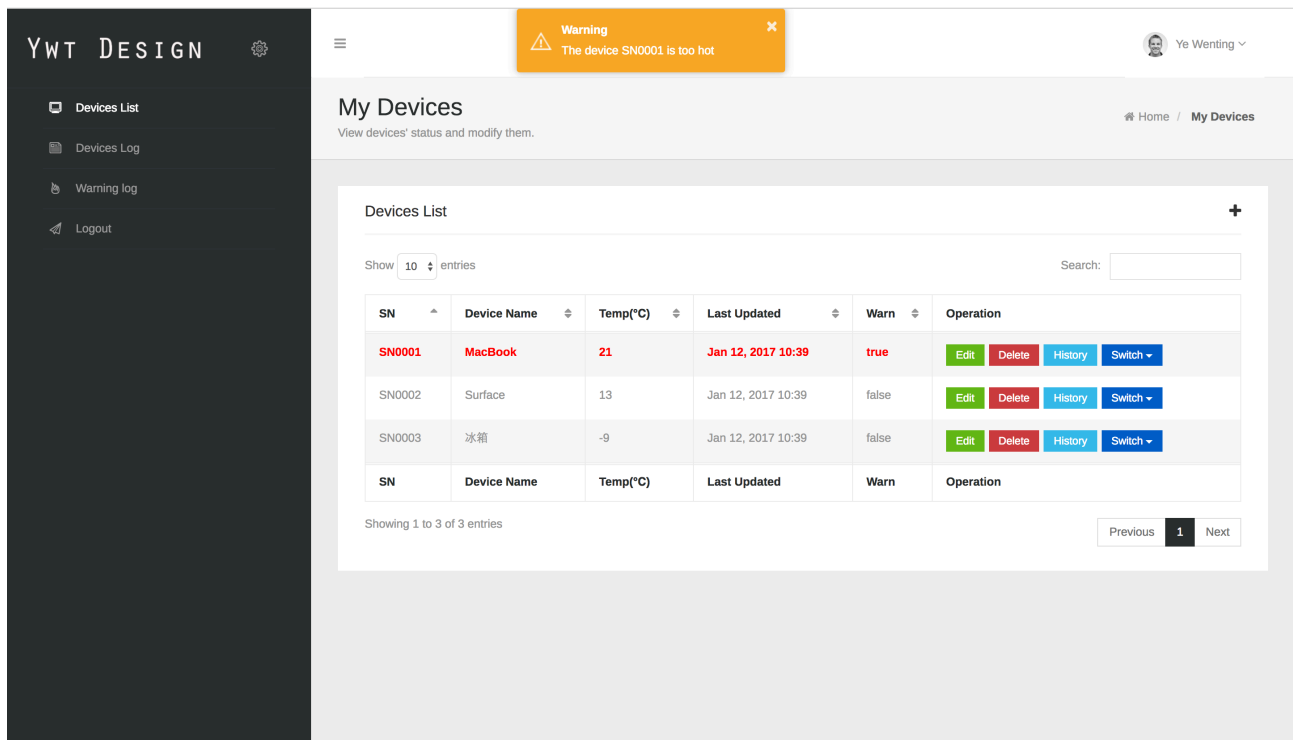 YWT DESIGN
Devices List
Devices Log
Warning log
Logout
Warning
The device SN0001 is too hot
Ye Wenting
My Devices
View devices' status and modify them.
Home / My Devices
Devices List
Show 10 entries
Search:
SN Device Name Temp(°C) Last Updated Warn Operation
SN0001 MacBook 21 Jan 12, 2017 10:39 true Edit Delete History Switch
SN0002 Surface 13 Jan 12, 2017 10:39 false Edit Delete History Switch
SN0003 冰箱 -9 Jan 12, 2017 10:39 false Edit Delete History Switch
SN Device Name Temp(°C) Last Updated Warn Operation
Showing 1 to 3 of 3 entries
Previous 1 Next